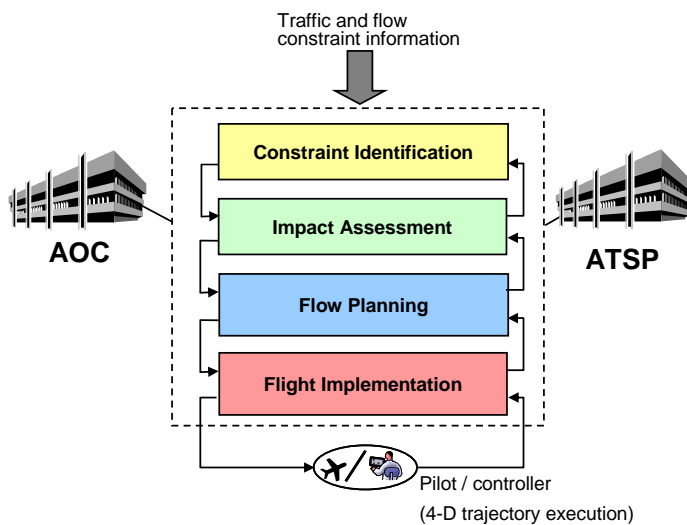 Traffic and flow
constraint information
Constraint Identification
Impact Assessment
AOC
ATSP
Flow Planning
Flight Implementation
Pilot / controller
(4-D trajectory execution)